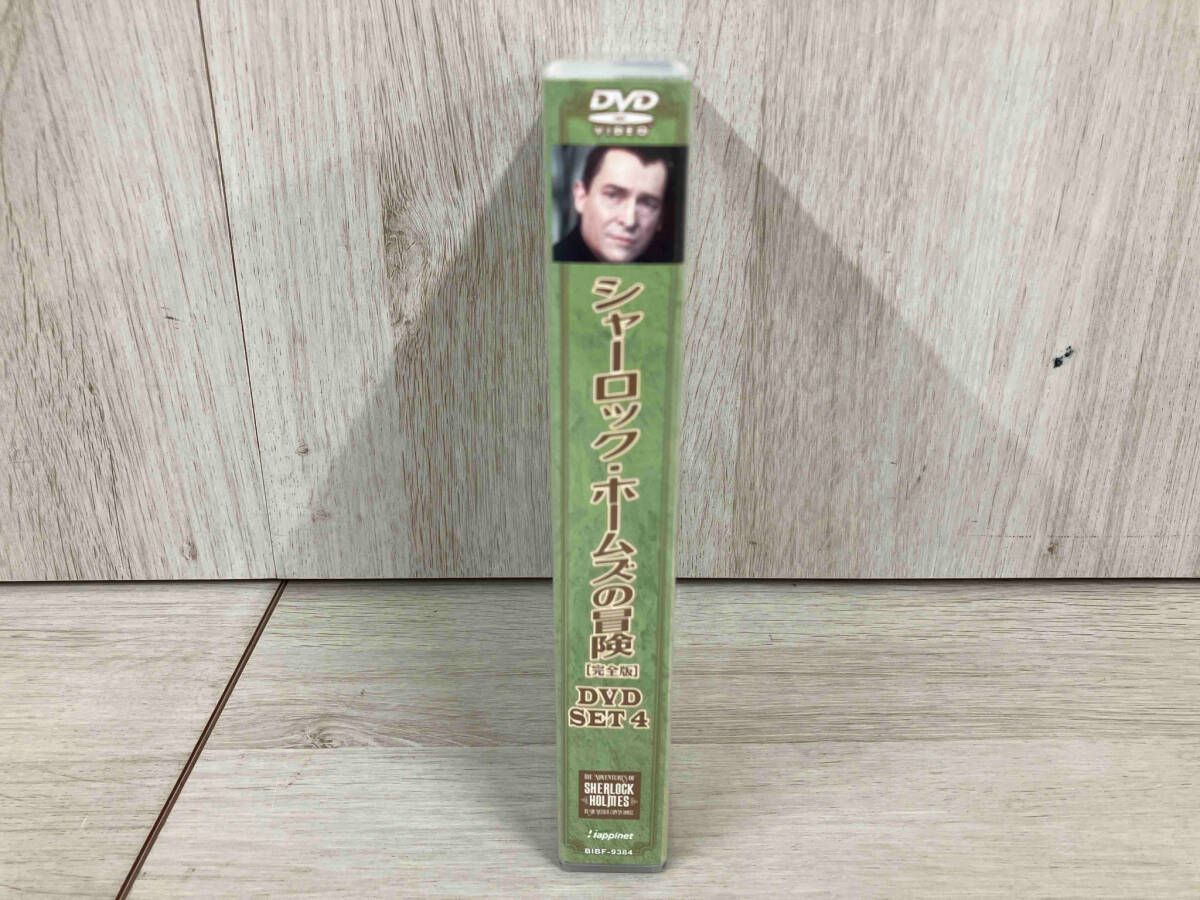 DVD
VIDEO
シャーロック・ホームズの冒険
[完全版]
DVD
SET 4
THE ADVENTURES OF
SHERLOCK
HOLMES
Happinet
BIBF-9384